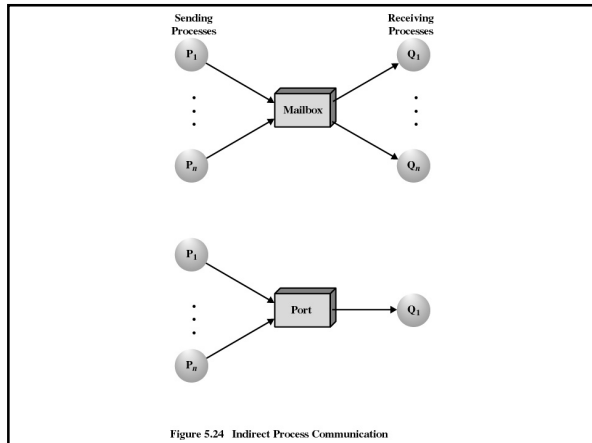 Sending Processes
Receiving Processes
P1
Q1
Mailbox
Pn
Qn
P1
Port
Q1
Pn
Figure 5.24 Indirect Process Communication